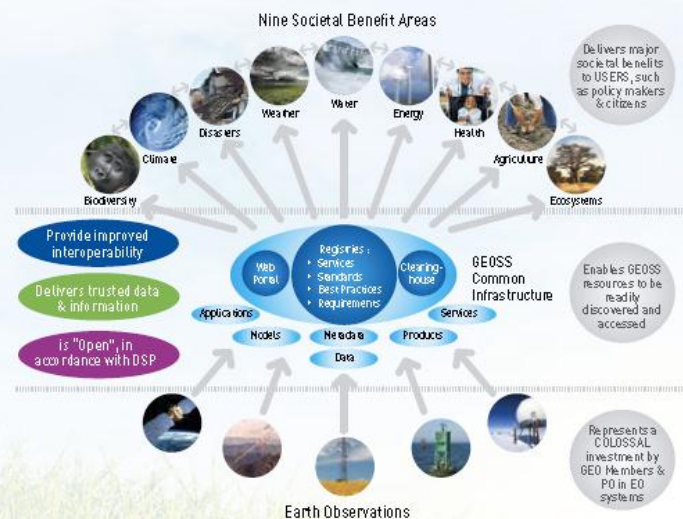 Nine Societal Benefit Areas
Delivers major
societal benefits
to USERS, such
as policy makers
& citizens
Water
Weather
Energy
Disasters
Health
Climate
Agriculture
Biodiversity
Ecosystems
Provide improved
interoperability
Delivers trusted data
& information
is "Open", in
accordance with DSP
Web
Portal
Registries :
• Services
• Standards
• Best Practices
• Requirements
Clearing-
house
GEOSS
Common
Infrastructure
Applications
Services
Models
Metadata
Products
Data
Enables GEOSS
resources to be
readily
discovered and
accessed
Represents a
COLOSSAL
investment by
GEO Members &
PO in EO
systems
Earth Observations